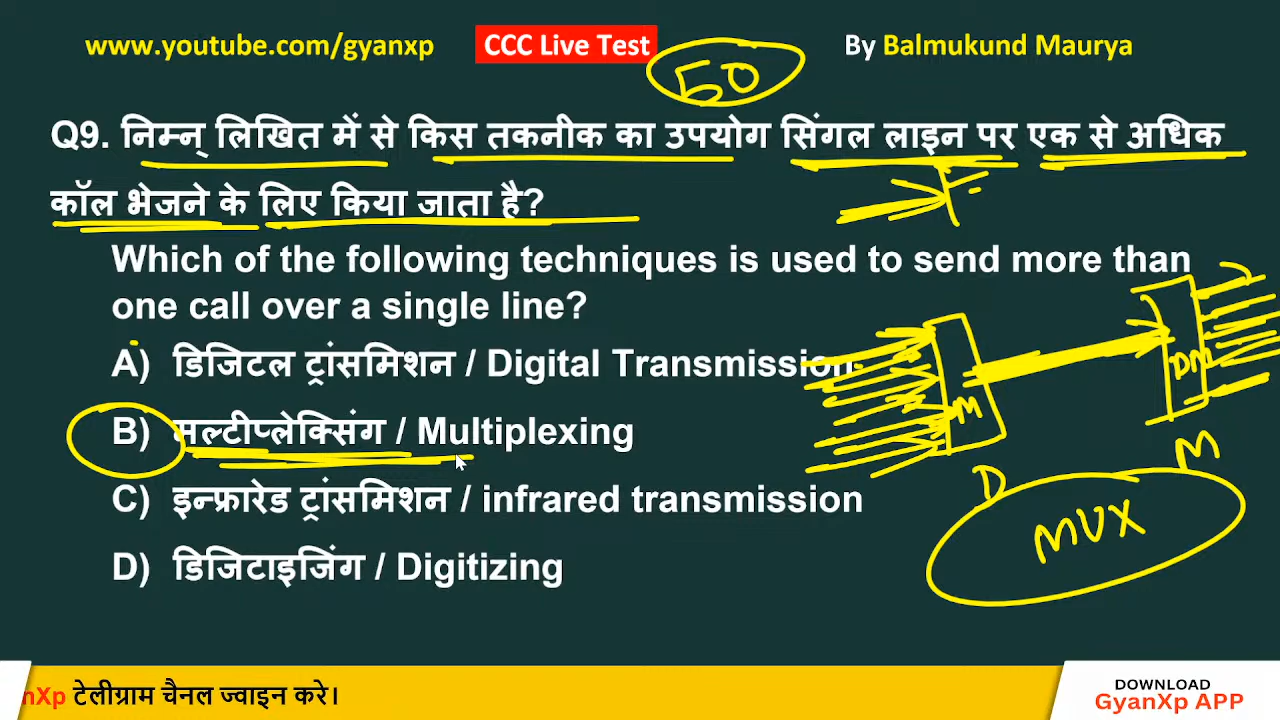 www.youtube.com/gyanxp CCC Live Test By Balmukund Maurya
50
Q9. निम्न् लिखित में से किस तकनीक का उपयोग सिंगल लाइन पर एक से अधिक
कॉल भेजने के लिए किया जाता है?
Which of the following techniques is used to send more than
one call over a single line?
A) डिजिटल ट्रांसमिशन / Digital Transmission
B) मल्टीप्लेक्सिंग / Multiplexing
C) इन्फ्रारेड ट्रांसमिशन / infrared transmission
D) डिजिटाइजिंग / Digitizing
M
DM
D M
MUX
nXp टेलीग्राम चैनल ज्वाइन करे।
DOWNLOAD
GyanXp APP